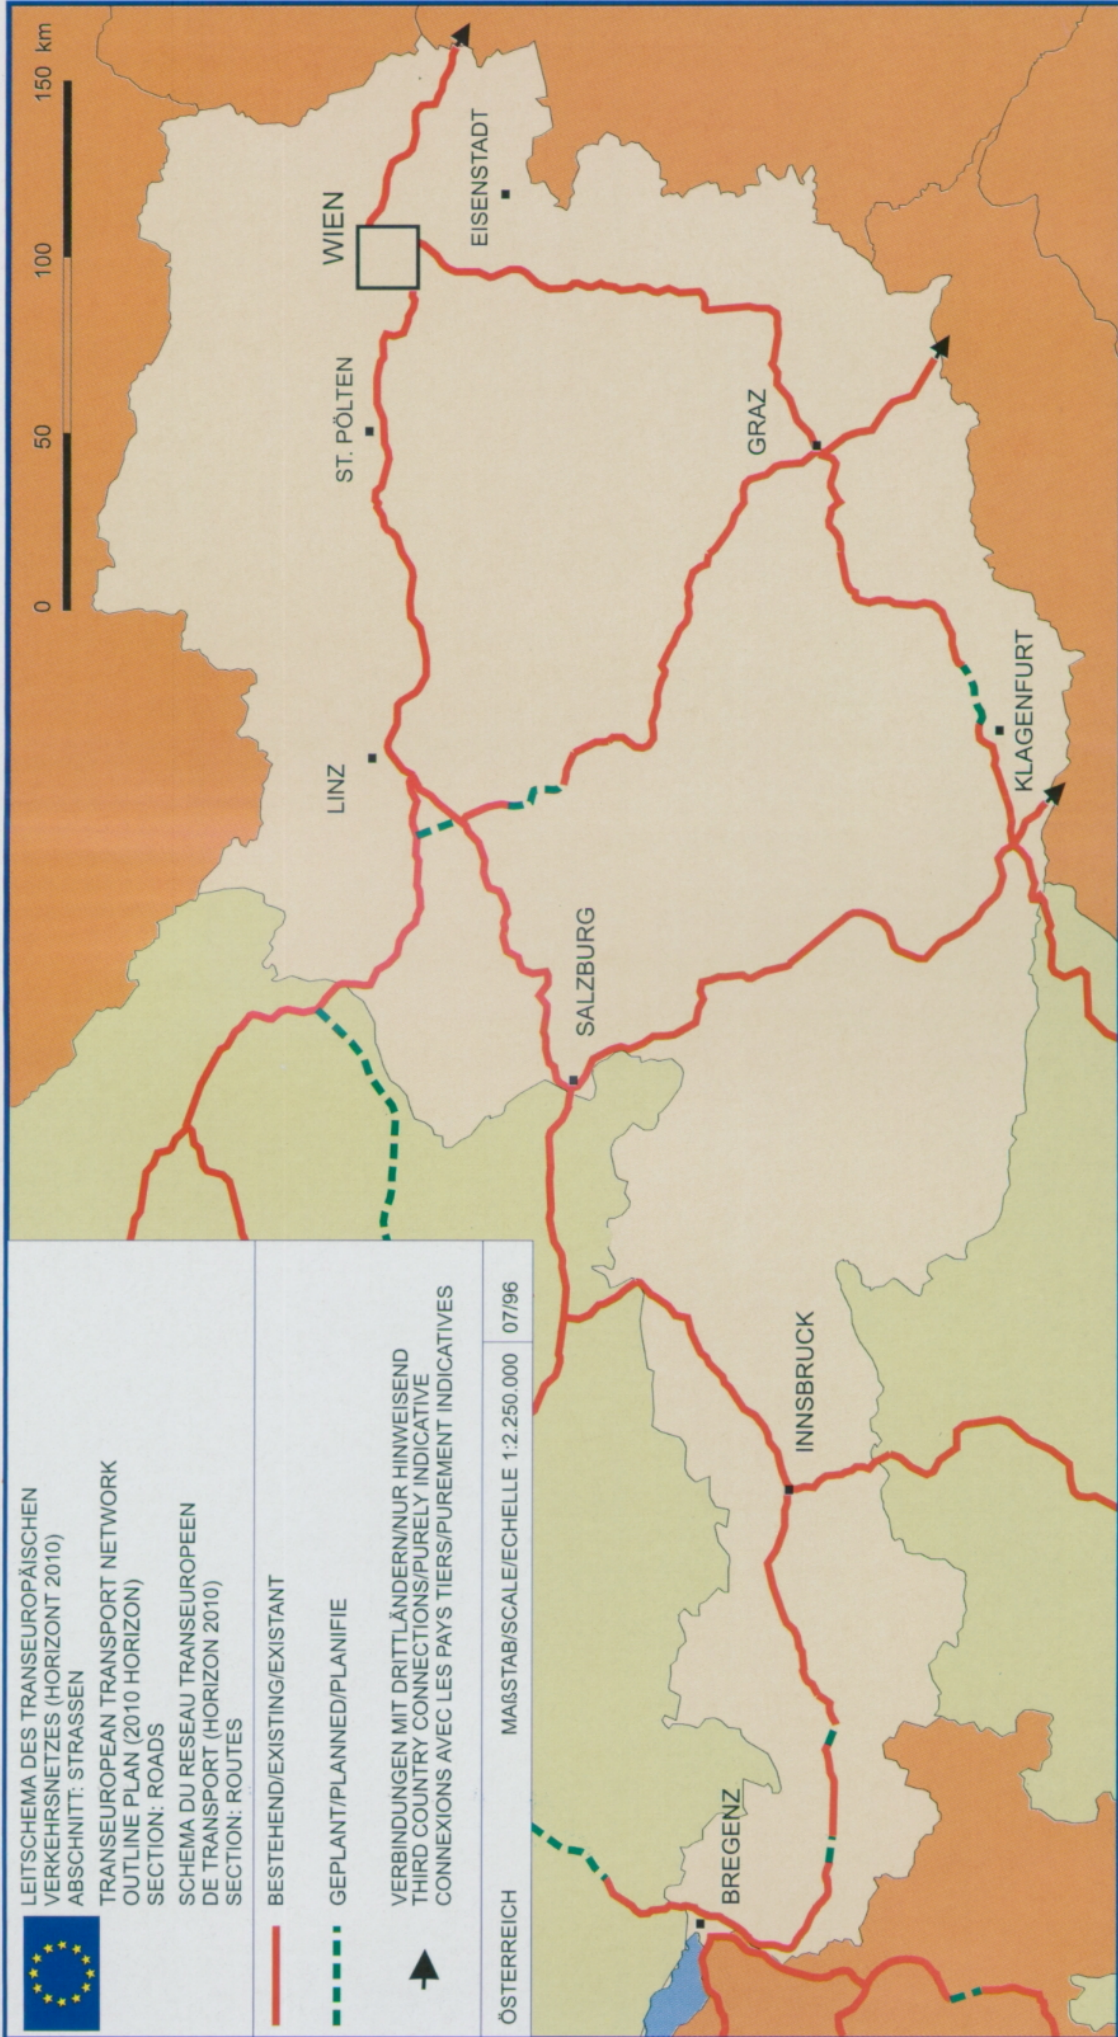 LEITSCHEMA DES TRANSEUROPÄISCHEN
VERKEHRSNETZES (HORIZONT 2010)
ABSCHNITT: STRASSEN
TRANSEUROPEAN TRANSPORT NETWORK
OUTLINE PLAN (2010 HORIZON)
SECTION: ROADS
SCHEMA DU RESEAU TRANSEUROPEEN
DE TRANSPORT (HORIZON 2010)
SECTION: ROUTES
BESTEHEND/EXISTING/EXISTANT
GEPLANT/PLANNED/PLANIFIE
VERBINDUNGEN MIT DRITTLÄNDERN/NUR HINWEISEND
THIRD COUNTRY CONNECTIONS/PURELY INDICATIVE
CONNEXIONS AVEC LES PAYS TIERS/PUREMENT INDICATIVES
ÖSTERREICH MAßSTAB/SCALE/ECHELLE 1:2.250.000 07/96
0 50 100 150 km
WIEN
ST. PÖLTEN
LINZ
EISENSTADT
SALZBURG
GRAZ
INNSBRUCK
BREGENZ
KLAGENFURT